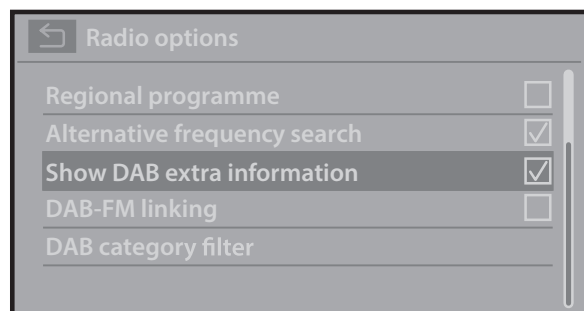 Radio options
Regional programme
Alternative frequency search
Show DAB extra information
DAB-FM linking
DAB category filter